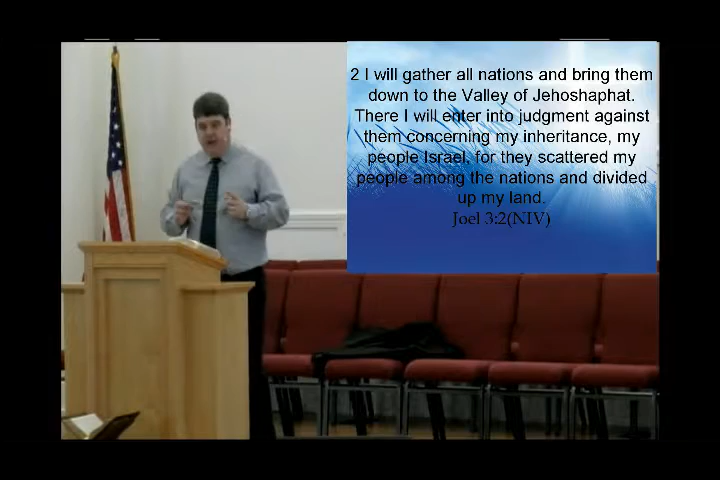 2 I will gather all nations and bring them
down to the Valley of Jehoshaphat.
There I will enter into judgment against
them concerning my inheritance, my
people Israel, for they scattered my
people among the nations and divided
up my land.
Joel 3:2(NIV)